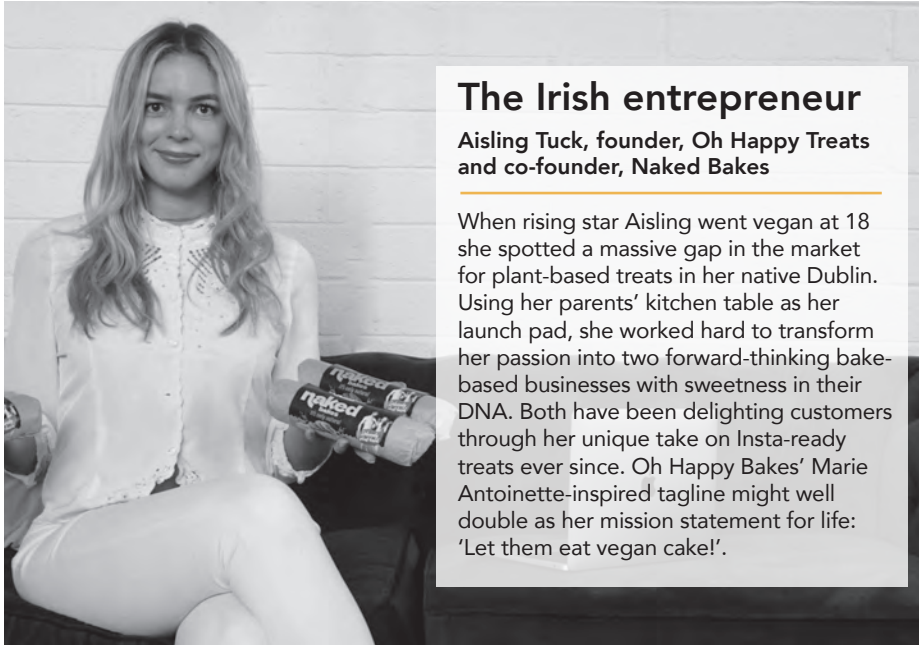 The Irish entrepreneur
Aisling Tuck, founder, Oh Happy Treats
and co-founder, Naked Bakes
When rising star Aisling went vegan at 18
she spotted a massive gap in the market
for plant-based treats in her native Dublin.
Using her parents’ kitchen table as her
launch pad, she worked hard to transform
her passion into two forward-thinking bake-
based businesses with sweetness in their
DNA. Both have been delighting customers
through her unique take on Insta-ready
treats ever since. Oh Happy Bakes’ Marie
Antoinette-inspired tagline might well
double as her mission statement for life:
‘Let them eat vegan cake!’.
naked
naked